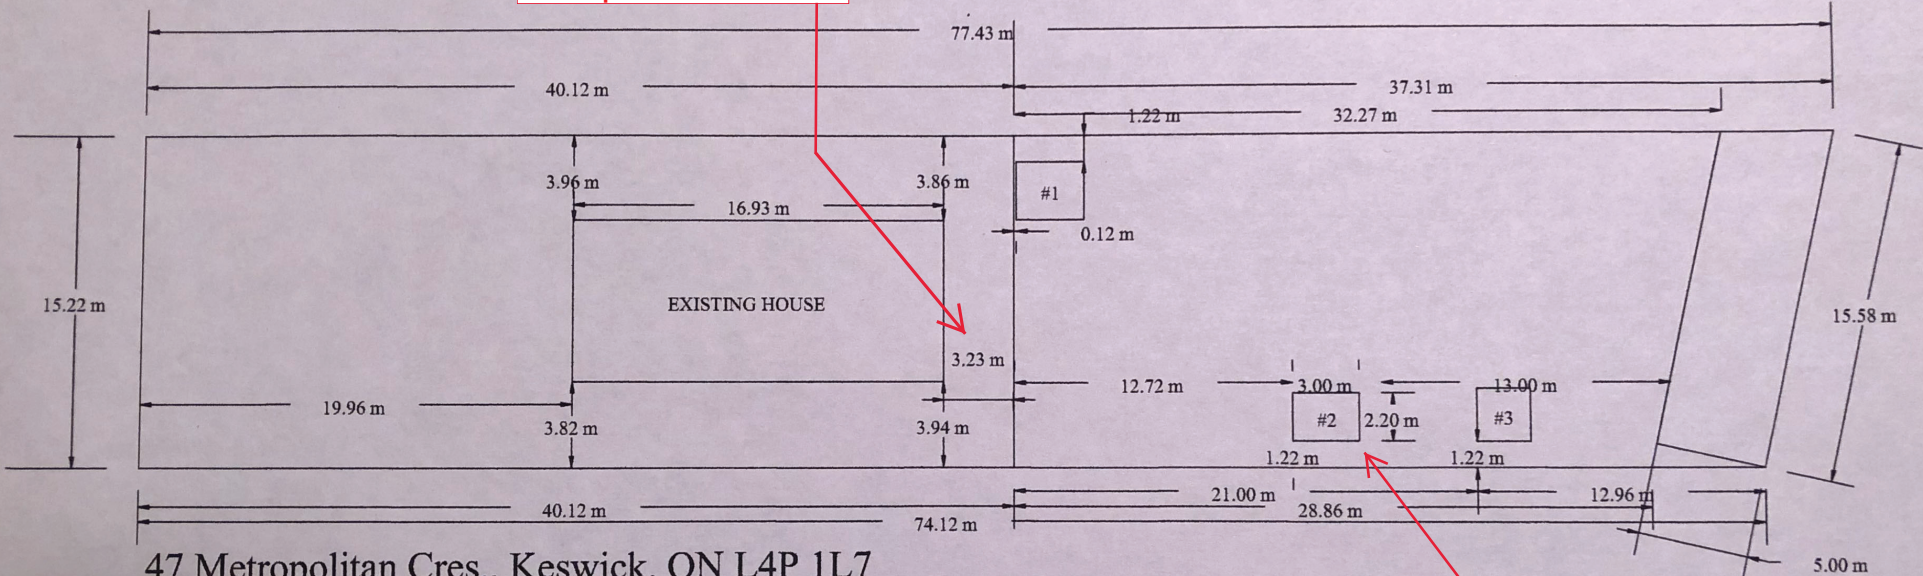 77.43 m
40.12 m
37.31 m
1.22 m
32.27 m
3.96 m
3.86 m
#1
16.93 m
0.12 m
15.22 m
EXISTING HOUSE
15.58 m
3.23 m
12.72 m
3.00 m
13.00 m
19.96 m
3.82 m
3.94 m
#2
2.20 m
#3
1.22 m
1.22 m
21.00 m
12.96 m
40.12 m
28.86 m
74.12 m
47 Metropolitan Cres., Keswick, ON L4P 1L7
5.00 m